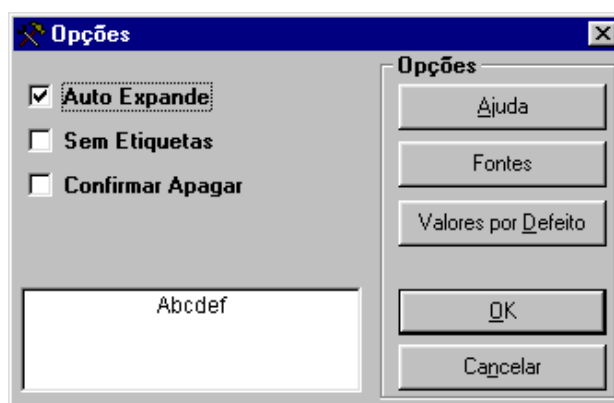 Opções
Auto Expande
Sem Etiquetas
Confirmar Apagar
Abcdef
Opções
Ajuda
Fontes
Valores por Defeito
OK
Cancelar